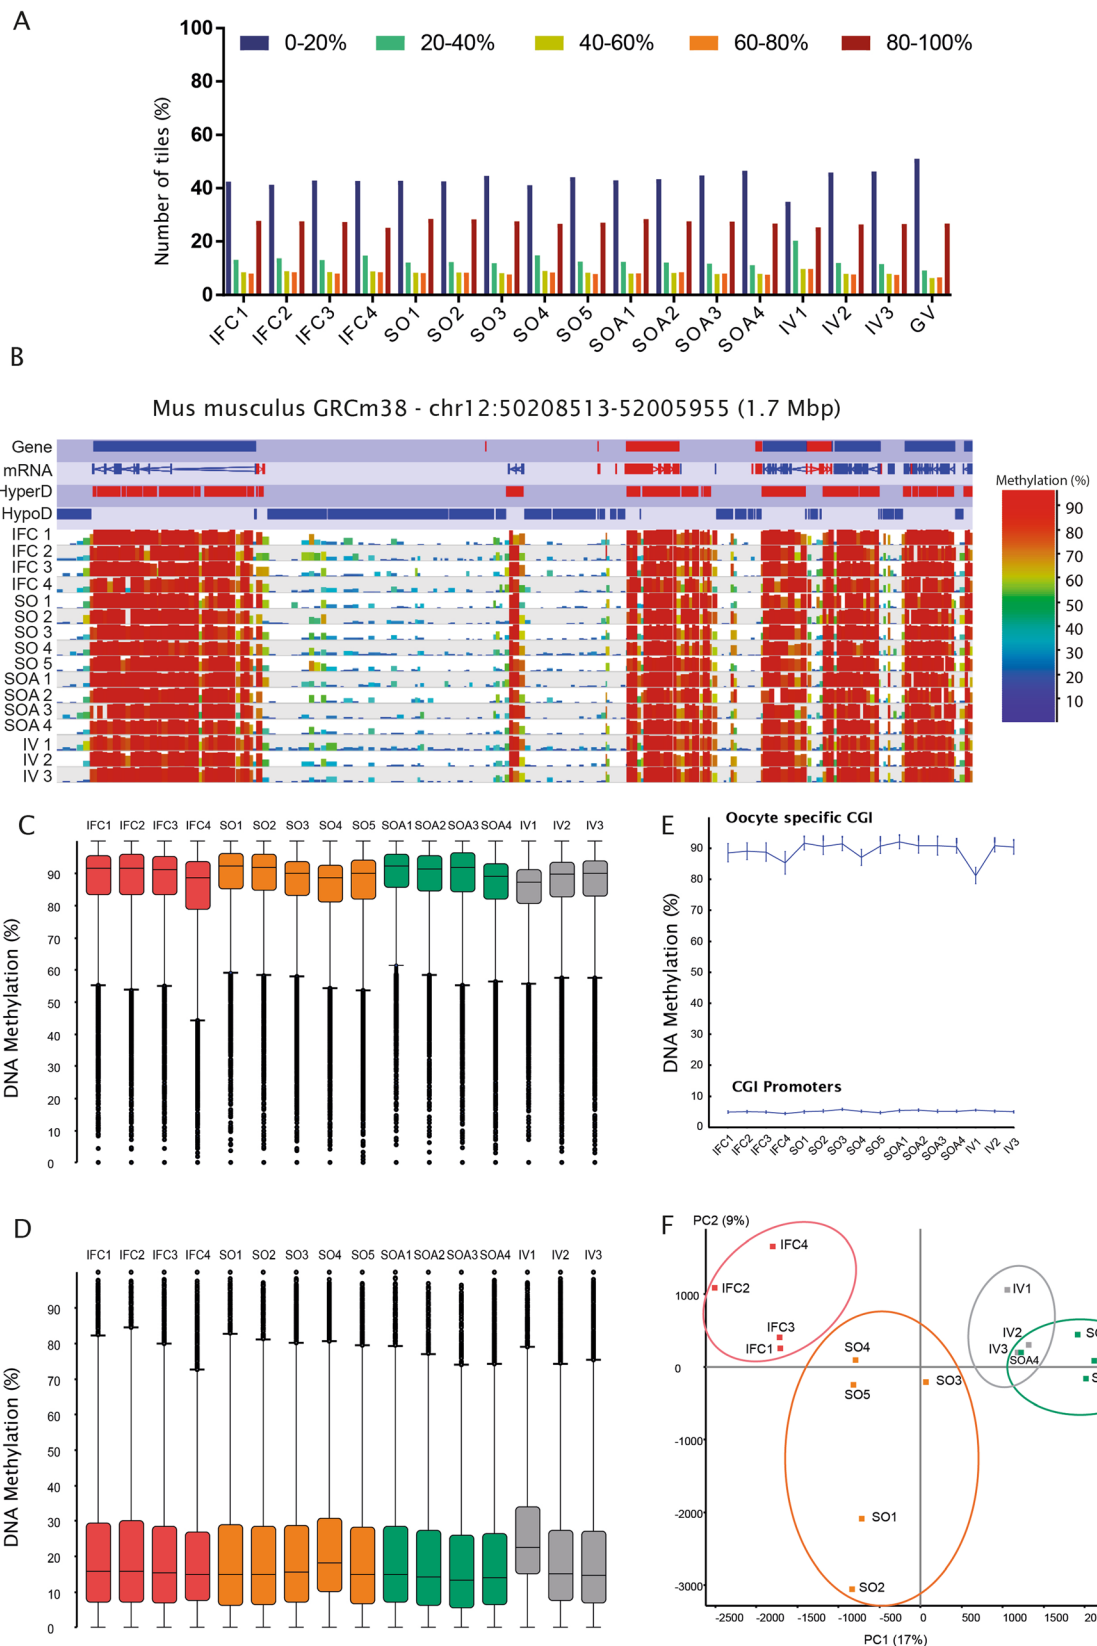 A
100
80
60
40
20
0
Number of tiles (%)
0-20%
20-40%
40-60%
60-80%
80-100%
IFC1 IFC2 IFC3 IFC4 SO1 SO2 SO3 SO4 SO5 SOA1 SOA2 SOA3 SOA4 IV1 IV2 IV3 GV
B
Mus musculus GRCm38 - chr12:50208513-52005955 (1.7 Mbp)
Gene
mRNA
HyperD
HypoD
IFC 1
IFC 2
IFC 3
IFC 4
SO 1
SO 2
SO 3
SO 4
SO 5
SOA 1
SOA 2
SOA 3
SOA 4
IV 1
IV 2
IV 3
Methylation (%)
90
80
70
60
50
40
30
20
10
C
IFC1 IFC2 IFC3 IFC4 SO1 SO2 SO3 SO4 SO5 SOA1 SOA2 SOA3 SOA4 IV1 IV2 IV3
DNA Methylation (%)
90
80
70
60
50
40
30
20
10
0
E
Oocyte specific CGI
DNA Methylation (%)
90
80
70
60
50
40
30
20
10
0
CGI Promoters
IFC1 IFC2 IFC3 IFC4 SO1 SO2 SO3 SO4 SO5 SOA1 SOA2 SOA3 SOA4 IV1 IV2 IV3
D
IFC1 IFC2 IFC3 IFC4 SO1 SO2 SO3 SO4 SO5 SOA1 SOA2 SOA3 SOA4 IV1 IV2 IV3
DNA Methylation (%)
90
80
70
60
50
40
30
20
10
0
F
PC2 (9%)
1000
0
-1000
-2000
-3000
IFC4
IFC2
IFC3
IFC1
SO4
SO5
SO3
SO1
SO2
IV1
IV2
IV3
SOA4
-2500 -2000 -1500 -1000 -500 0 500 1000 1500
PC1 (17%)